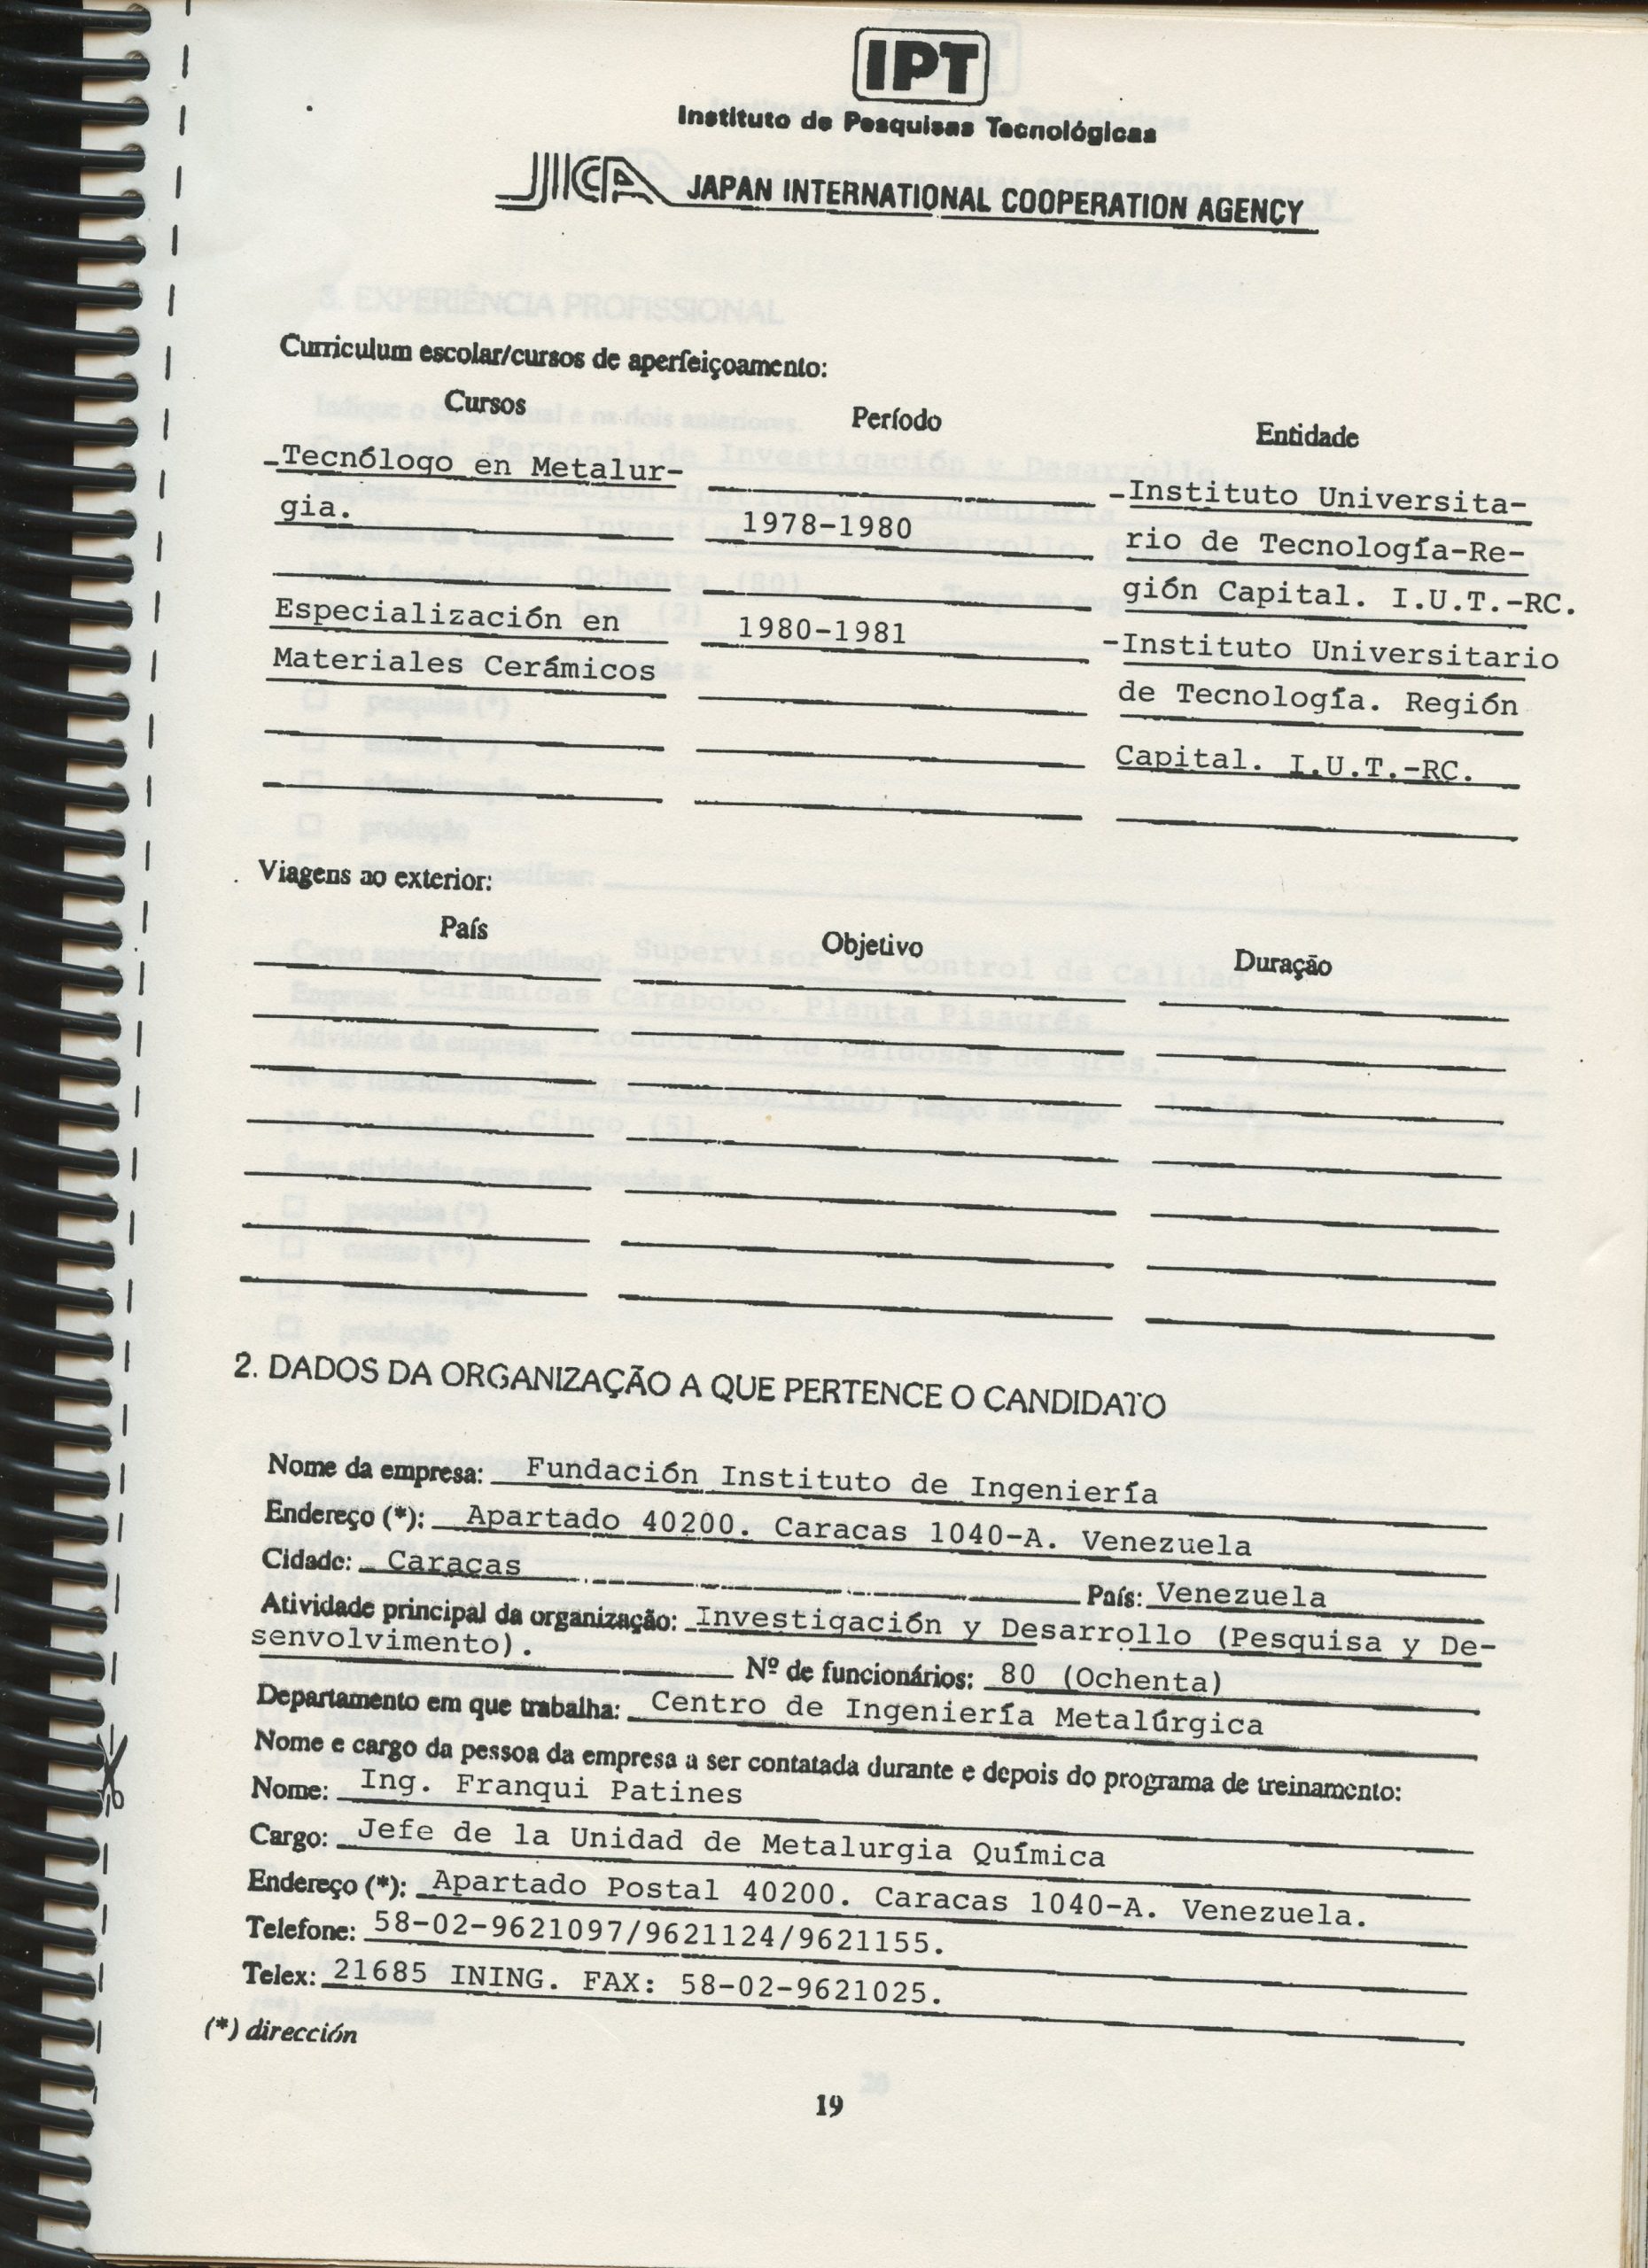 IPT
Instituto de Pesquisas Tecnológicas
JICA JAPAN INTERNATIONAL COOPERATION AGENCY
Curriculum escolar/cursos de aperfeiçoamento:
Cursos Período Entidade
-Tecnólogo en Metalur- -Instituto Universita-
gia. 1978-1980 rio de Tecnología-Re-
gión Capital. I.U.T.-RC.
Especialización en 1980-1981 -Instituto Universitario
Materiales Cerámicos de Tecnología. Región
Capital. I.U.T.-RC.
Viagens ao exterior:
País Objetivo Duração
2. DADOS DA ORGANIZAÇÃO A QUE PERTENCE O CANDIDATO
Nome da empresa: Fundación Instituto de Ingeniería
Endereço (*): Apartado 40200. Caracas 1040-A. Venezuela
Cidade: Caracas País: Venezuela
Atividade principal da organização: Investigación y Desarrollo (Pesquisa y De-
senvolvimento). Nº de funcionários: 80 (Ochenta)
Departamento em que trabalha: Centro de Ingeniería Metalúrgica
Nome e cargo da pessoa da empresa a ser contatada durante e depois do programa de treinamento:
Nome: Ing. Franqui Patines
Cargo: Jefe de la Unidad de Metalurgia Química
Endereço (*): Apartado Postal 40200. Caracas 1040-A. Venezuela.
Telefone: 58-02-9621097/9621124/9621155.
Telex: 21685 INING. FAX: 58-02-9621025.
(*) dirección
19